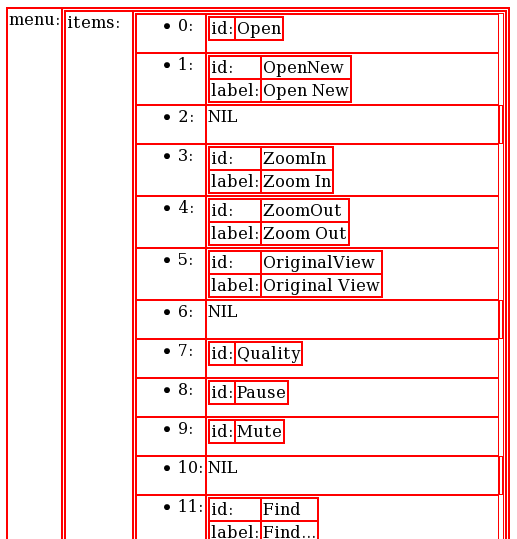 menu: items: • 0: id: Open
• 1: id: OpenNew
label: Open New
• 2: NIL
• 3: id: ZoomIn
label: Zoom In
• 4: id: ZoomOut
label: Zoom Out
• 5: id: OriginalView
label: Original View
• 6: NIL
• 7: id: Quality
• 8: id: Pause
• 9: id: Mute
• 10: NIL
• 11: id: Find
label: Find...